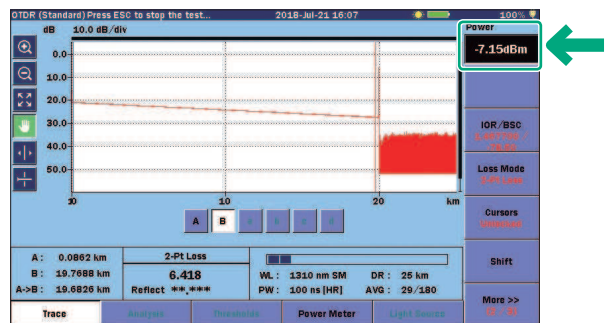 OTDR (Standard) Press ESC to stop the test... 2018-Jul-21 16:07 100%
dB 10.0 dB/div
Power
-7.15dBm
0.0
10.0
20.0
30.0
40.0
50.0
0 10 20 km
IOR/BSC
Loss Mode
Cursors
Shift
More >>
A B
A: 0.0862 km
B: 19.7688 km
A->B: 19.6826 km
2-Pt Loss
6.418
Reflect **.***
WL: 1310 nm SM DR: 25 km
PW: 100 ns [HR] AVG: 29/180
Trace Analysis Thresholds Power Meter Light Source